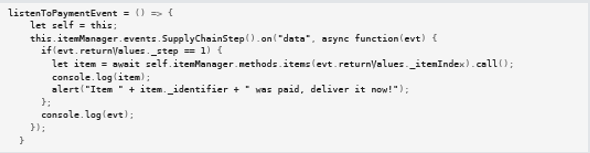 listenToPaymentEvent = () => {
let self = this;
this.itemManager.events.SupplyChainStep().on("data", async function(evt) {
if(evt.returnValues._step == 1) {
let item = await self.itemManager.methods.items(evt.returnValues._itemIndex).call();
console.log(item);
alert("Item " + item._identifier + " was paid, deliver it now!");
};
console.log(evt);
});
}